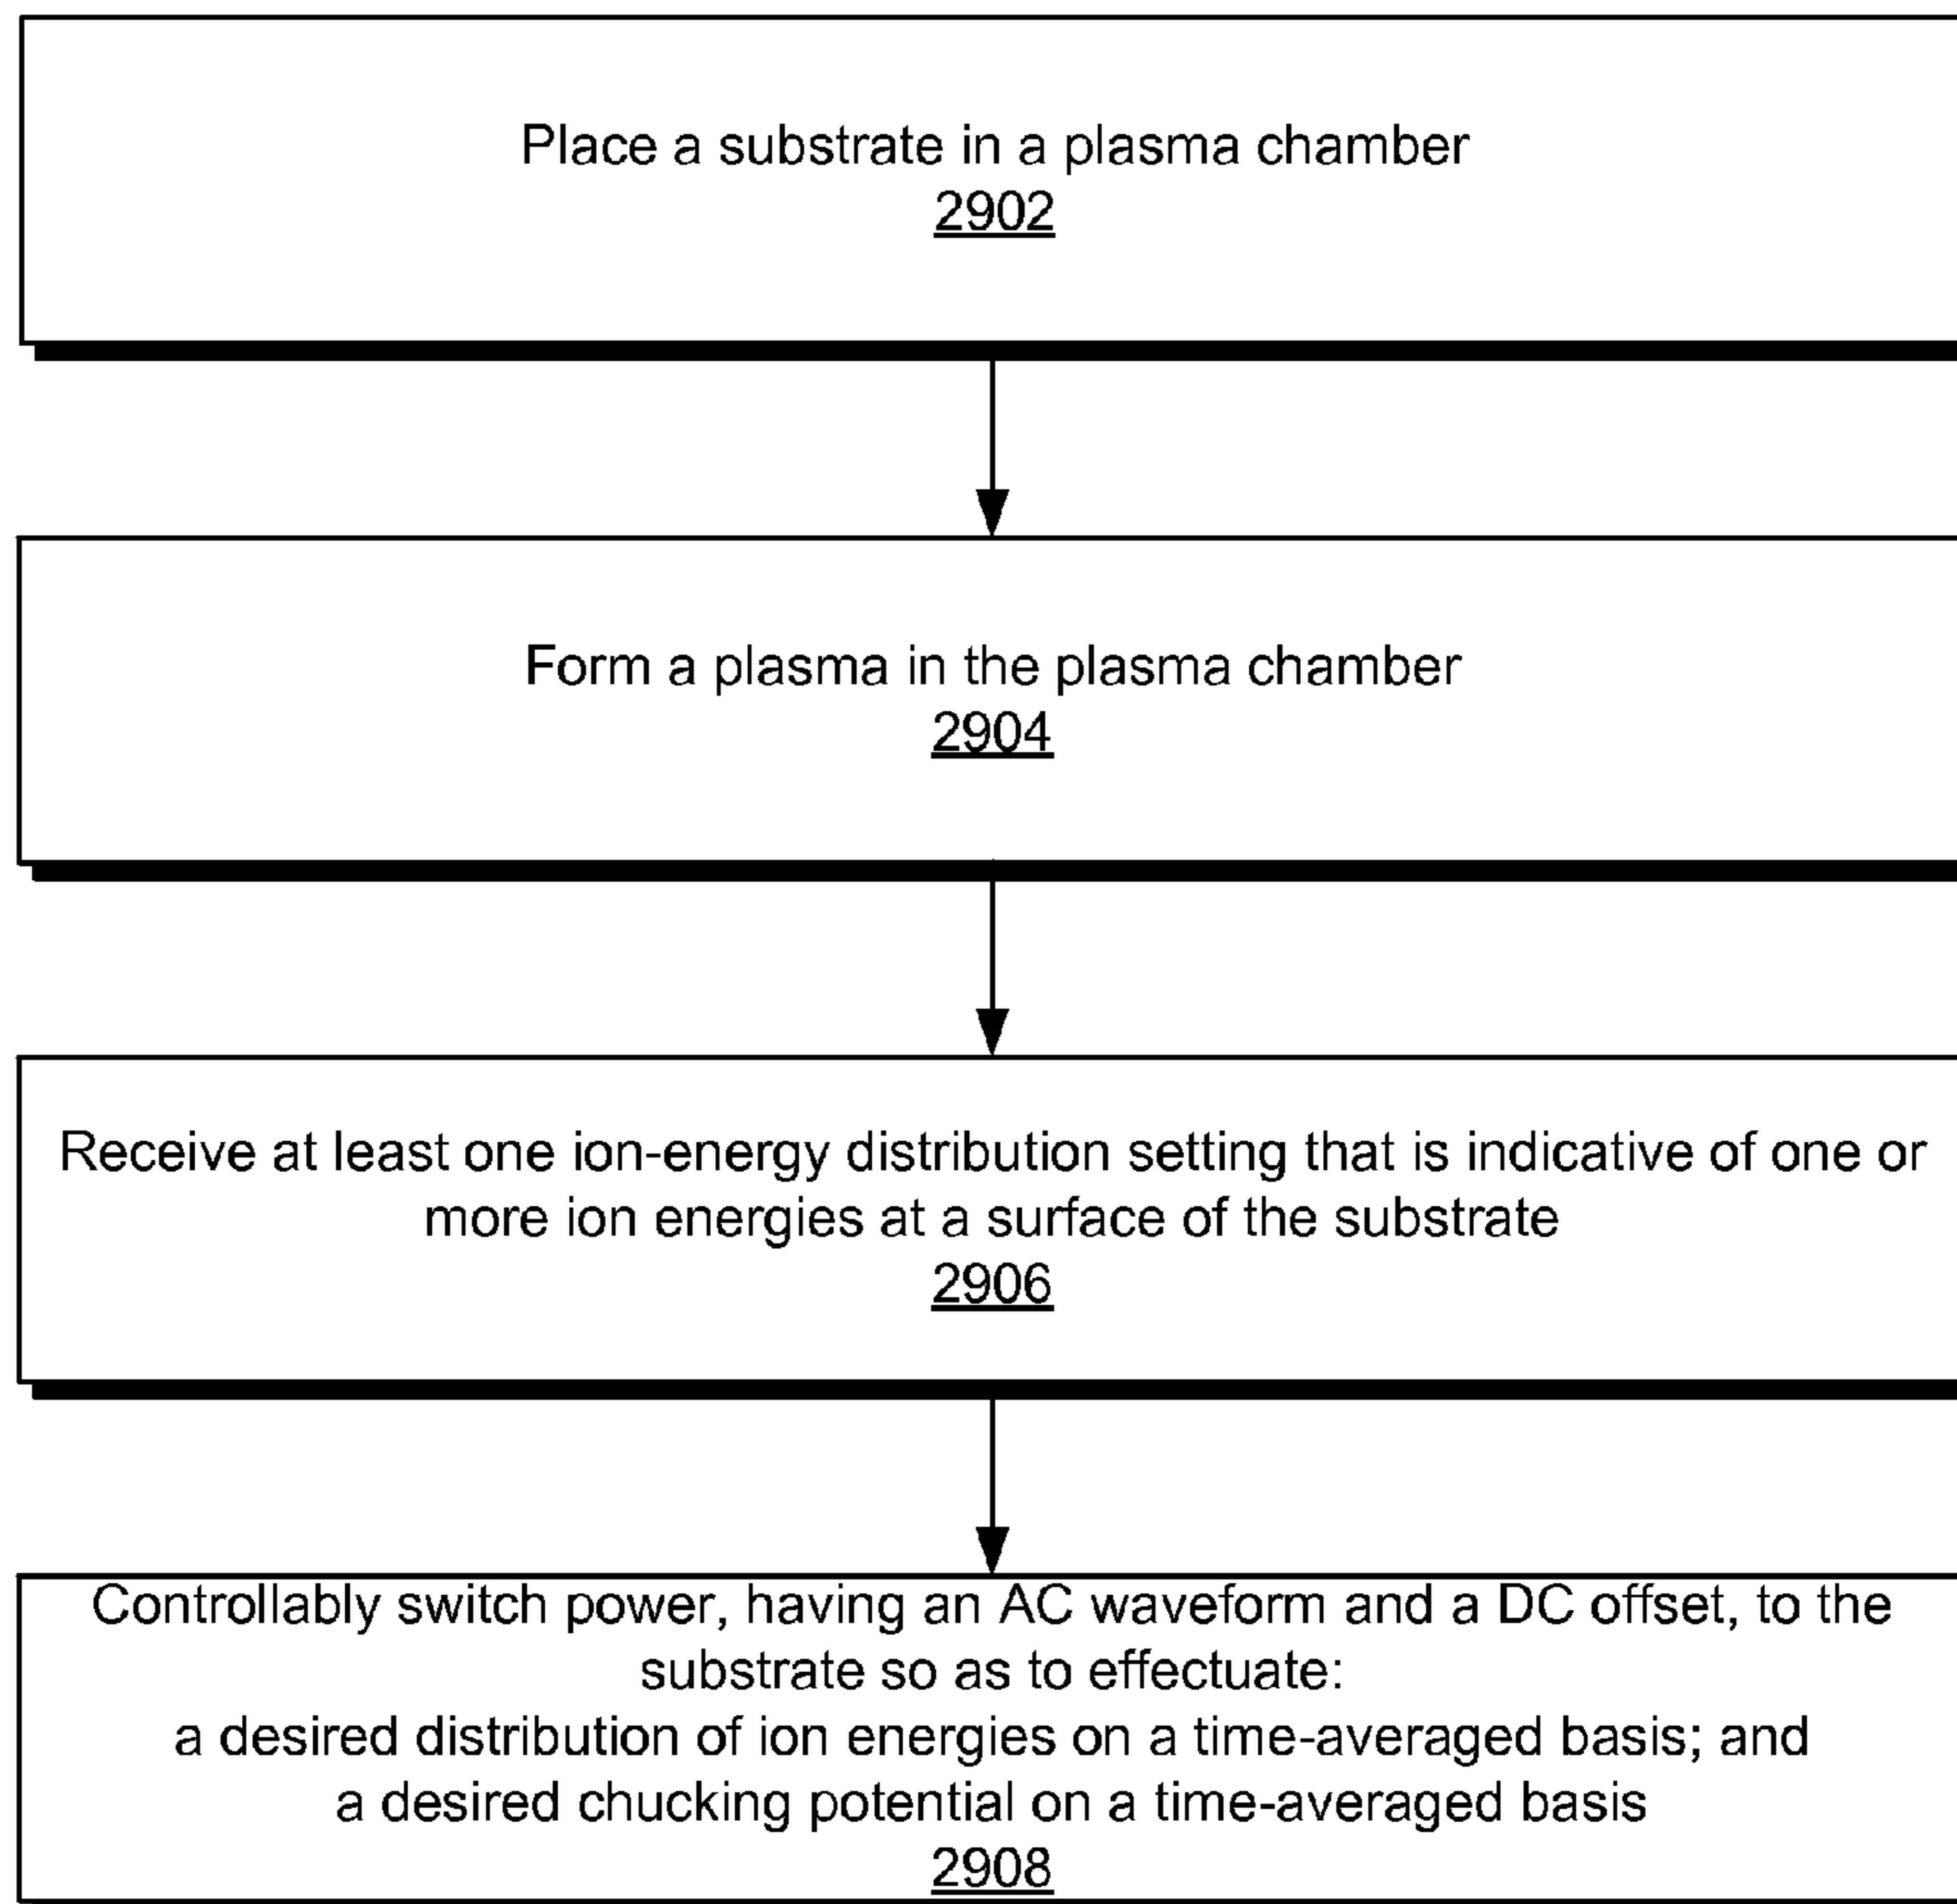 Place a substrate in a plasma chamber
2902
Form a plasma in the plasma chamber
2904
Receive at least one ion-energy distribution setting that is indicative of one or
more ion energies at a surface of the substrate
2906
Controllably switch power, having an AC waveform and a DC offset, to the
substrate so as to effectuate:
a desired distribution of ion energies on a time-averaged basis; and
a desired chucking potential on a time-averaged basis
2908